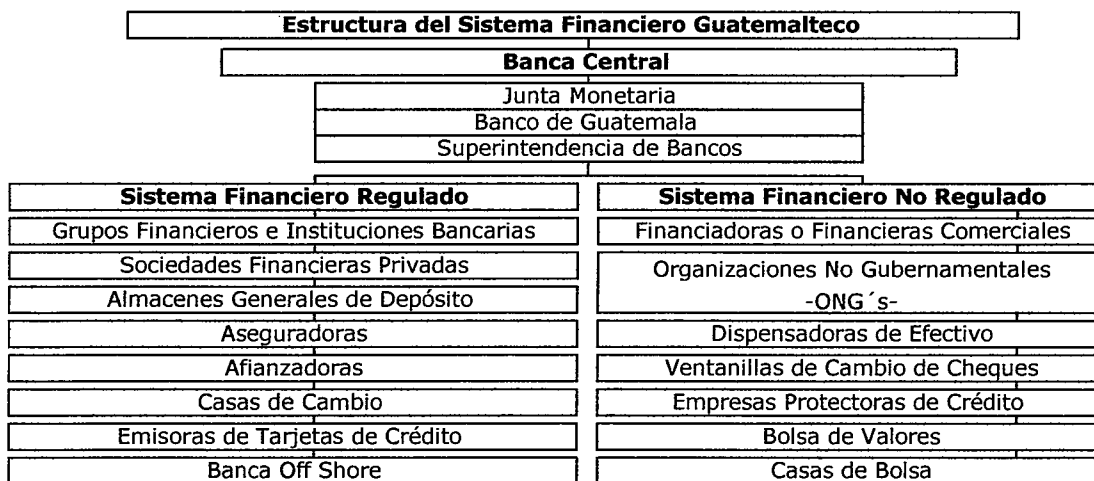 Estructura del Sistema Financiero Guatemalteco
Banca Central
Junta Monetaria
Banco de Guatemala
Superintendencia de Bancos
Sistema Financiero Regulado
Grupos Financieros e Instituciones Bancarias
Sociedades Financieras Privadas
Almacenes Generales de Depósito
Aseguradoras
Afianzadoras
Casas de Cambio
Emisoras de Tarjetas de Crédito
Banca Off Shore
Sistema Financiero No Regulado
Financiadoras o Financieras Comerciales
Organizaciones No Gubernamentales
-ONG´s-
Dispensadoras de Efectivo
Ventanillas de Cambio de Cheques
Empresas Protectoras de Crédito
Bolsa de Valores
Casas de Bolsa